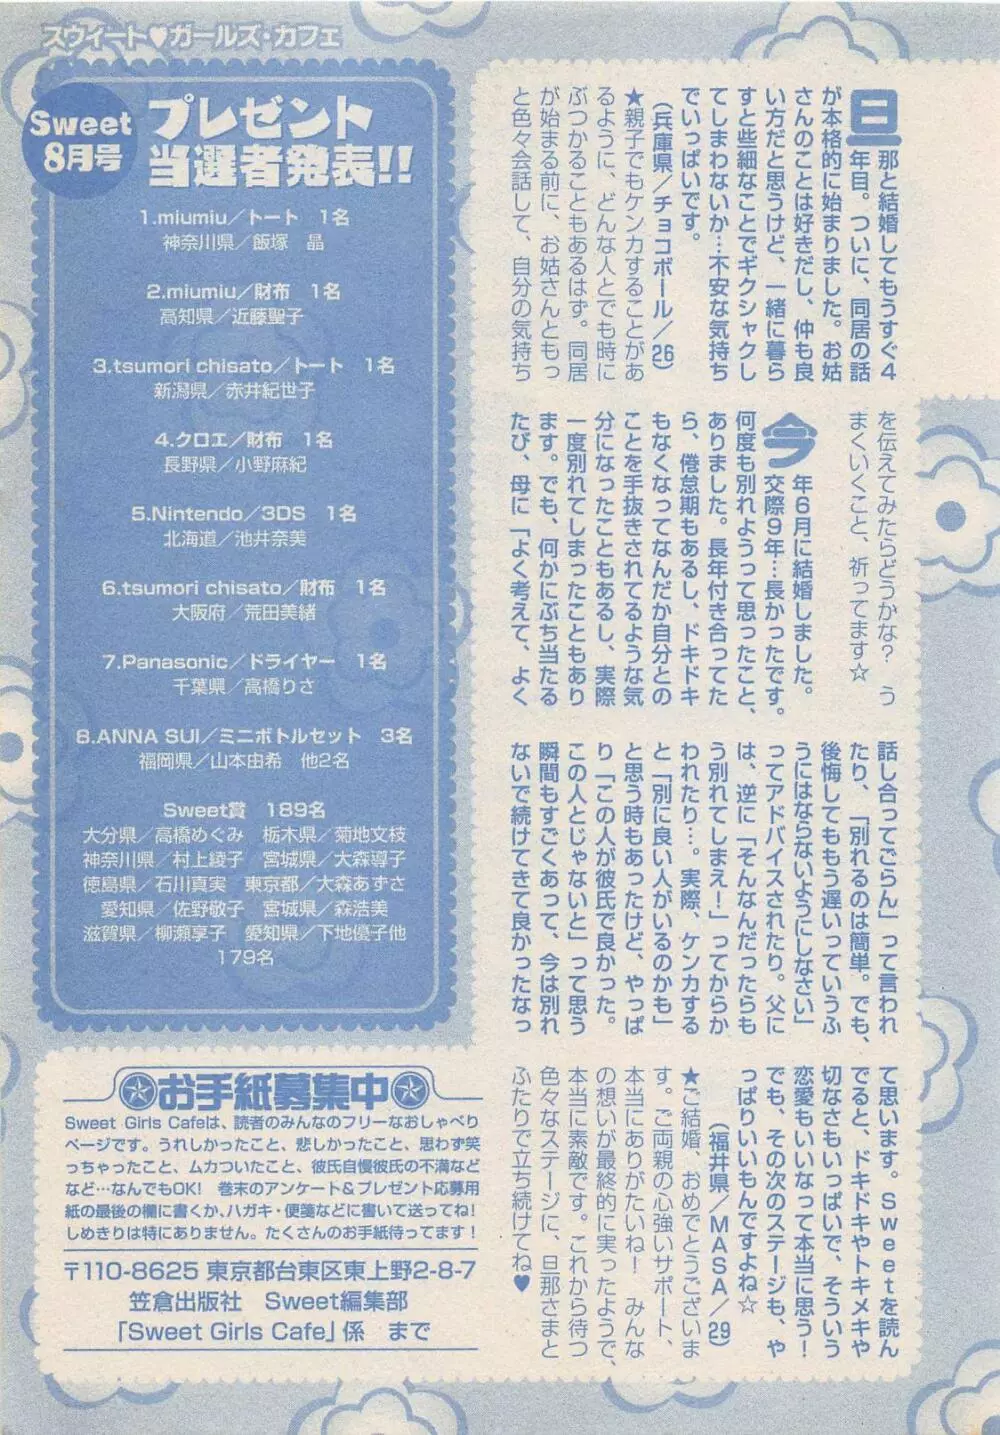 スウィート♥ガールズ・カフェ
旦那と結婚してもうすぐ4
年目。ついに、同居の話
が本格的に始まりました。お姑
さんのことは好きだし、仲も良
い方だと思うけど、一緒に暮ら
すと些細なことでギクシャクし
てしまわないか…不安な気持ち
でいっぱいです。
(兵庫県/チョコボール/26)
★親子でもケンカすることがあ
るように、どんな人とでも時に
ぶつかることもあるはず。同居
が始まる前に、お姑さんともっ
と色々会話して、自分の気持ち
を伝えてみたらどうかな? う
まくいくこと、祈ってます☆
今年6月に結婚しました。
交際9年…長かったです。
何度も別れようって思ったこと、
ありました。長年付き合ってた
ら、倦怠期もあるし、ドキドキ
もなくなってなんだか自分との
ことを手抜きされてるような気
分になったこともあるし、実際
一度別れてしまったこともあり
ます。でも、何かにぶち当たる
たび、母に「よく考えて、よく
話し合ってごらん」って言われ
たり、「別れるのは簡単。でも、
後悔してももう遅いっていうふ
うにはならないようにしなさい」
ってアドバイスされたり。父に
は、逆に「そんなんだったらも
う別れてしまえ!」ってからか
われたり…。実際、ケンカする
と「別に良い人がいるのかも」
と思う時もあったけど、やっぱ
り「この人が彼氏で良かった。
この人とじゃないと」って思う
瞬間もすごくあって、今は別れ
ないで続けてきて良かったなっ
て思います。Sweetを読ん
でると、ドキドキやトキメキや
切なさもいっぱいで、そういう
恋愛もいいなって本当に思う!
でも、その次のステージも、や
っぱりいいもんですよね☆
(福井県/MASA/29)
★ご結婚、おめでとうございま
す。ご両親の心強いサポート、
本当にありがたいね! みんな
の想いが最終的に実ったようで、
本当に素敵です。これから待つ
色々なステージに、旦那さまと
ふたりで立ち続けてね♥
Sweet
8月号
プレゼント
当選者発表!!
1.miumiu/トート 1名
神奈川県/飯塚 晶
2.miumiu/財布 1名
高知県/近藤聖子
3.tsumori chisato/トート 1名
新潟県/赤井紀世子
4.クロエ/財布 1名
長野県/小野麻紀
5.Nintendo/3DS 1名
北海道/池井奈美
6.tsumori chisato/財布 1名
大阪府/荒田美緒
7.Panasonic/ドライヤー 1名
千葉県/高橋りさ
8.ANNA SUI/ミニボトルセット 3名
福岡県/山本由希 他2名
Sweet賞 189名
大分県/高橋めぐみ 栃木県/菊地文枝
神奈川県/村上綾子 宮城県/大森導子
徳島県/石川真実 東京都/大森あずさ
愛知県/佐野敬子 宮城県/森浩美
滋賀県/柳瀬享子 愛知県/下地優子他
179名
お手紙募集中
Sweet Girls Cafeは、読者のみんなのフリーなおしゃべり
ページです。うれしかったこと、悲しかったこと、思わず笑
っちゃったこと、ムカついたこと、彼氏自慢彼氏の不満など
など…なんでもOK! 巻末のアンケート&プレゼント応募用
紙の最後の欄に書くか、ハガキ・便箋などに書いて送ってね!
しめきりは特にありません。たくさんのお手紙待ってます!
〒110-8625 東京都台東区東上野2-8-7
笠倉出版社 Sweet編集部
「Sweet Girls Cafe」係 まで